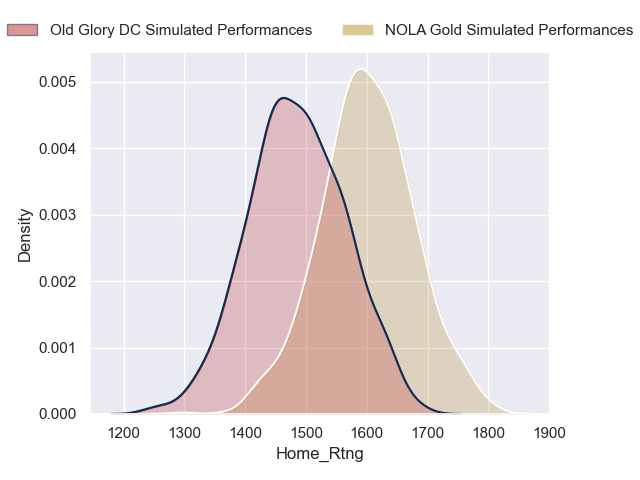 Old Glory DC Simulated Performances NOLA Gold Simulated Performances
0.005
0.004
0.003
0.002
0.001
0.000
Density
1200 1300 1400 1500 1600 1700 1800 1900
Home_Rtng